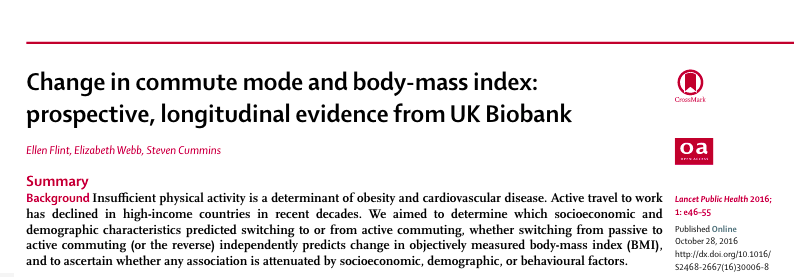 Change in commute mode and body-mass index:
prospective, longitudinal evidence from UK Biobank
Ellen Flint, Elizabeth Webb, Steven Cummins
Summary
Background Insufficient physical activity is a determinant of obesity and cardiovascular disease. Active travel to work
has declined in high-income countries in recent decades. We aimed to determine which socioeconomic and
demographic characteristics predicted switching to or from active commuting, whether switching from passive to
active commuting (or the reverse) independently predicts change in objectively measured body-mass index (BMI),
and to ascertain whether any association is attenuated by socioeconomic, demographic, or behavioural factors.
CrossMark
oa
OPEN ACCESS
Lancet Public Health 2016;
1: e46–55
Published Online
October 28, 2016
http://dx.doi.org/10.1016/
S2468-2667(16)30006-8